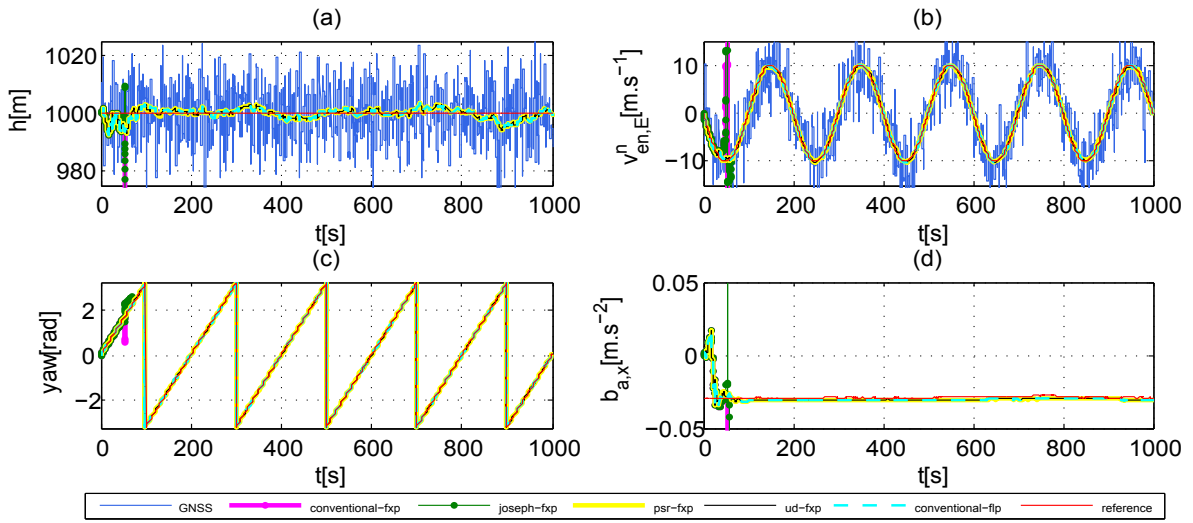 (a)
h[m]
1020
1000
980
0 200 400 600 800 1000
t[s]
(b)
v^n_en,E[m.s⁻¹]
10
0
−10
0 200 400 600 800 1000
t[s]
(c)
yaw[rad]
2
0
−2
0 200 400 600 800 1000
t[s]
(d)
b_a,x[m.s−2]
0.05
0
−0.05
0 200 400 600 800 1000
t[s]
GNSS conventional−fxp joseph−fxp psr−fxp ud−fxp conventional−flp reference